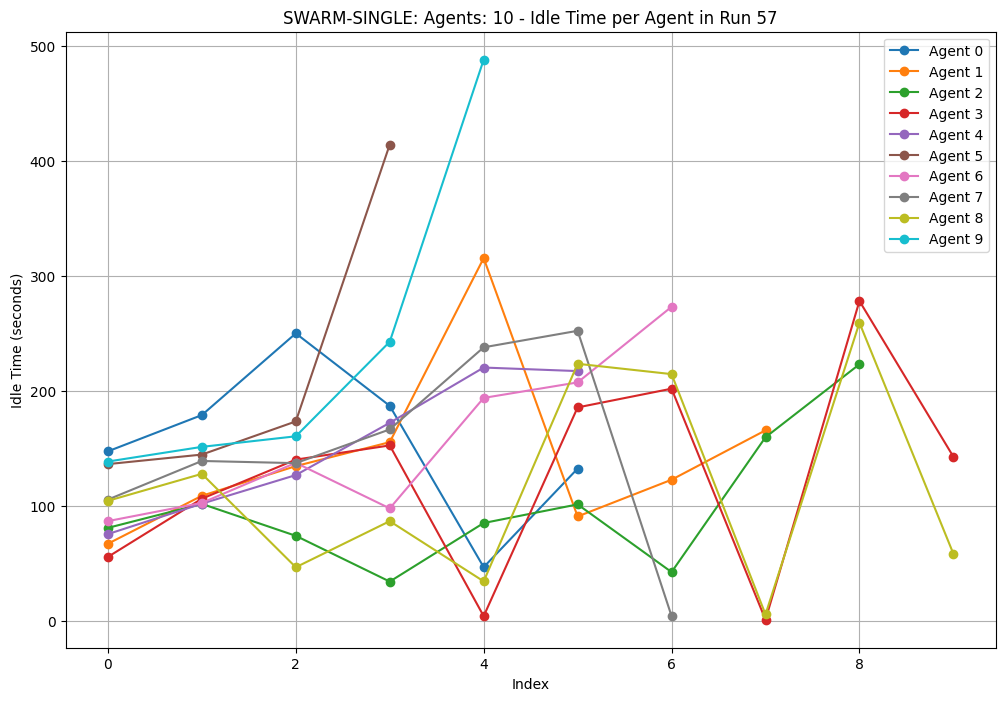 SWARM-SINGLE: Agents: 10 - Idle Time per Agent in Run 57
500
400
300
200
100
0
Idle Time (seconds)
0 2 4 6 8
Index
Agent 0
Agent 1
Agent 2
Agent 3
Agent 4
Agent 5
Agent 6
Agent 7
Agent 8
Agent 9